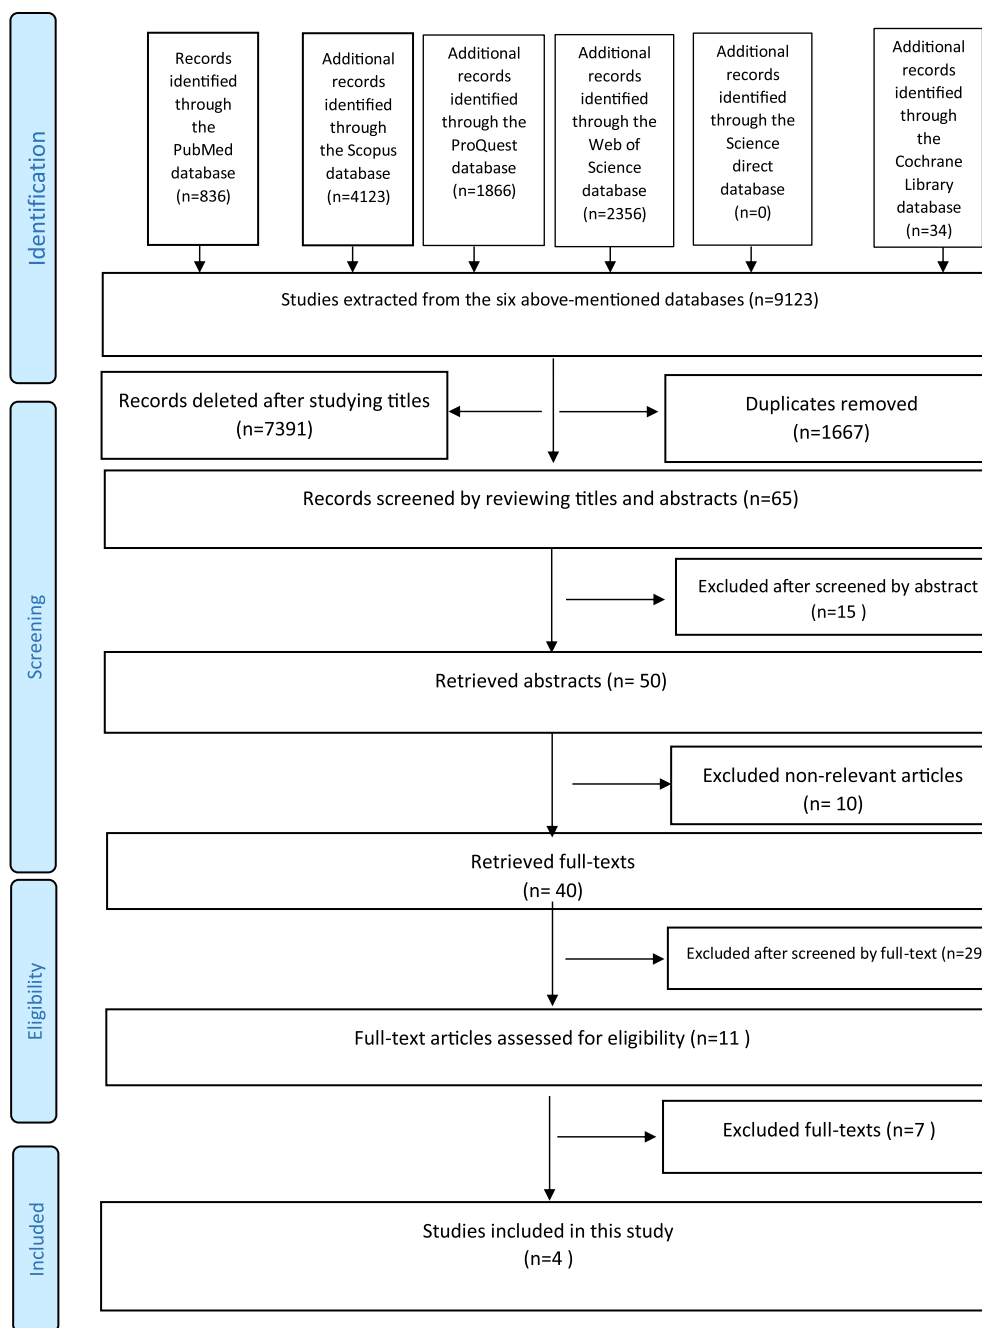 Identification
Records
identified
through
the
PubMed
database
(n=836)
Additional
records
identified
through
the Scopus
database
(n=4123)
Additional
records
identified
through the
ProQuest
database
(n=1866)
Additional
records
identified
through the
Web of
Science
database
(n=2356)
Additional
records
identified
through the
Science
direct
database
(n=0)
Additional
records
identified
through
the
Cochrane
Library
database
(n=34)
Studies extracted from the six above-mentioned databases (n=9123)
Screening
Records deleted after studying titles
(n=7391)
Duplicates removed
(n=1667)
Records screened by reviewing titles and abstracts (n=65)
Excluded after screened by abstract
(n=15 )
Retrieved abstracts (n= 50)
Excluded non-relevant articles
(n= 10)
Retrieved full-texts
(n= 40)
Eligibility
Excluded after screened by full-text (n=29
Full-text articles assessed for eligibility (n=11 )
Excluded full-texts (n=7 )
Included
Studies included in this study
(n=4 )